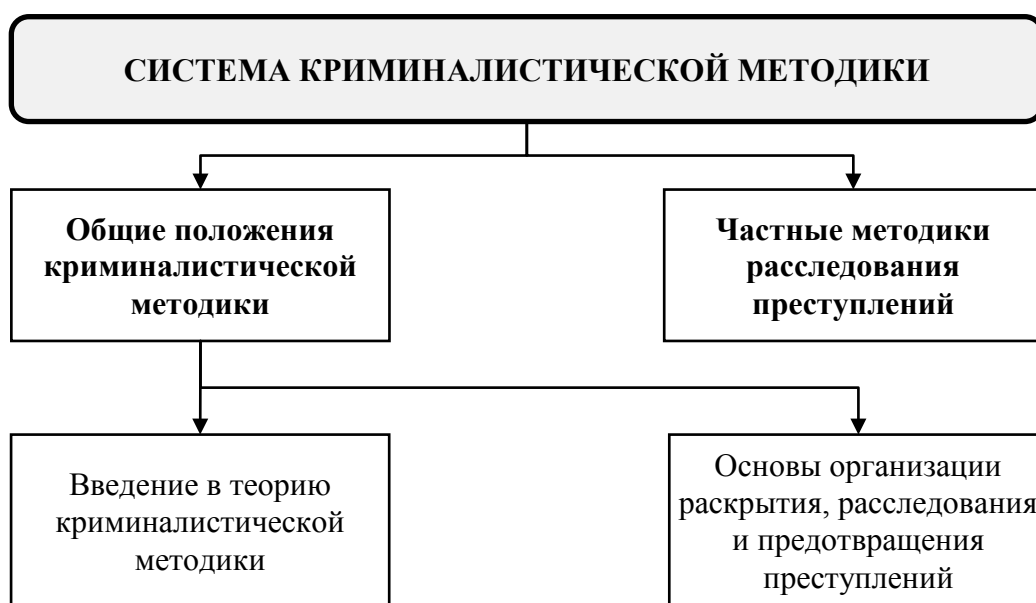 СИСТЕМА КРИМИНАЛИСТИЧЕСКОЙ МЕТОДИКИ
Общие положения
криминалистической
методики
Частные методики
расследования
преступлений
Введение в теорию
криминалистической
методики
Основы организации
раскрытия, расследования
и предотвращения
преступлений